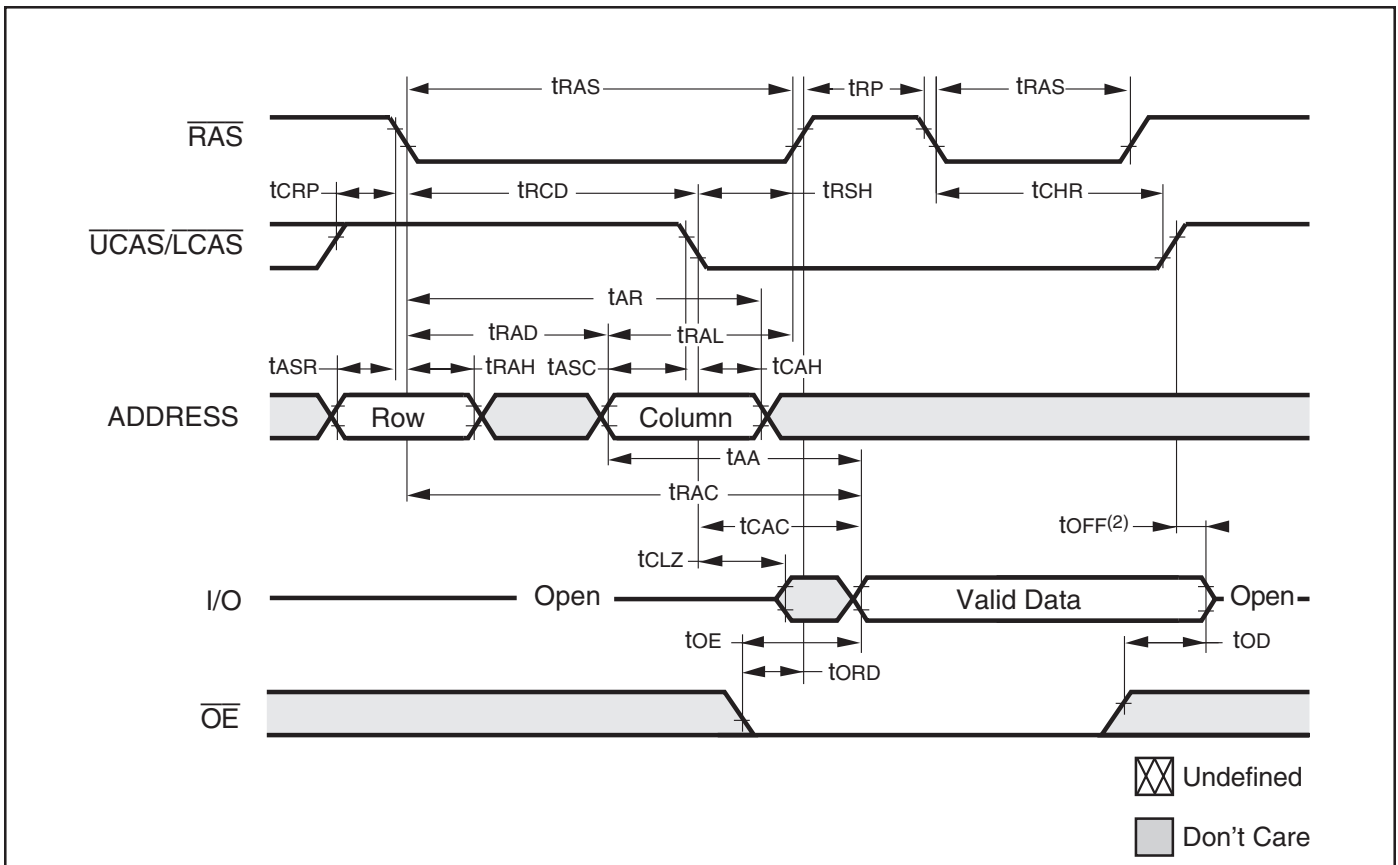 tRAS tRP tRAS
RAS
tCRP tRCD tRSH tCHR
UCAS/LCAS
tAR
tRAD tRAL
tASR tRAH tASC tCAH
ADDRESS Row Column
tAA
tRAC
tCAC tOFF(2)
tCLZ
I/O Open Valid Data Open
tOE tOD
tORD
OE
Undefined
Don't Care